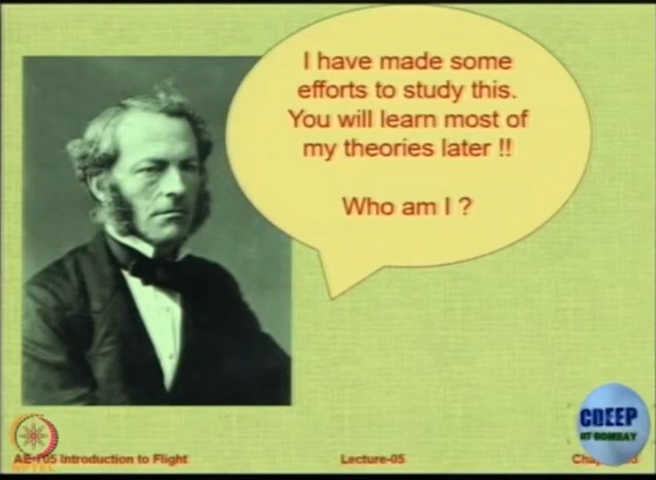 I have made some
efforts to study this.
You will learn most of
my theories later !!
Who am I ?
CDEEP
IIT BOMBAY
Introduction to Flight
Lecture-05
NPTEL